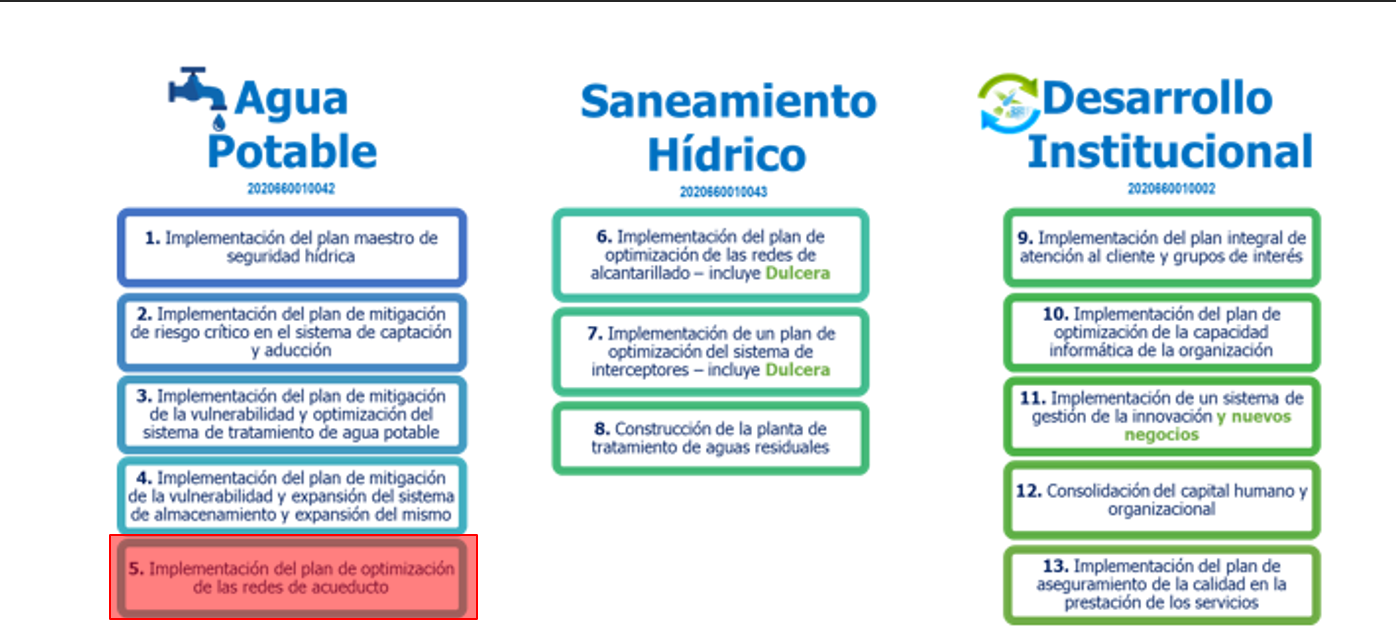 Agua
Potable
2020660010042
1. Implementación del plan maestro de
seguridad hídrica
2. Implementación del plan de mitigación
de riesgo crítico en el sistema de captación
y aducción
3. Implementación del plan de mitigación
de la vulnerabilidad y optimización del
sistema de tratamiento de agua potable
4. Implementación del plan de mitigación
de la vulnerabilidad y expansión del sistema
de almacenamiento y expansión del mismo
5. Implementación del plan de optimización
de las redes de acueducto
Saneamiento
Hídrico
2020660010043
6. Implementación del plan de
optimización de las redes de
alcantarillado – incluye Dulcera
7. Implementación de un plan de
optimización del sistema de
interceptores – incluye Dulcera
8. Construcción de la planta de
tratamiento de aguas residuales
Desarrollo
Institucional
2020660010002
9. Implementación del plan integral de
atención al cliente y grupos de interés
10. Implementación del plan de
optimización de la capacidad
informática de la organización
11. Implementación de un sistema de
gestión de la innovación y nuevos
negocios
12. Consolidación del capital humano y
organizacional
13. Implementación del plan de
aseguramiento de la calidad en la
prestación de los servicios